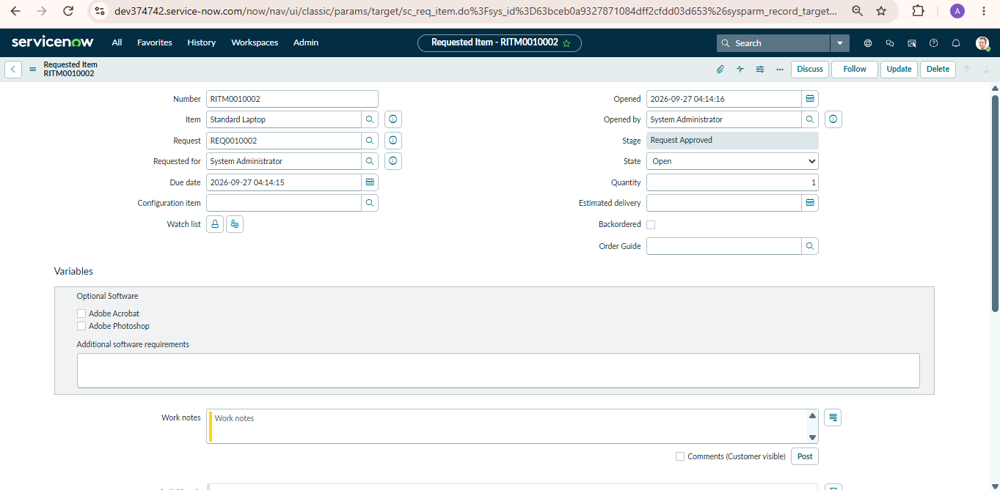 dev374742.service-now.com/now/nav/ui/classic/params/target/sc_req_item.do%3Fsys_id%3D63bceb0a9327871084dff2cfdd03d653%26sysparm_record_target...
A
servicenow All Favorites History Workspaces Admin Requested Item - RITM0010002 Search
Requested Item
RITM0010002
Discuss Follow Update Delete
Number RITM0010002 Opened 2026-09-27 04:14:16
Item Standard Laptop Opened by System Administrator
Request REQ0010002 Stage Request Approved
Requested for System Administrator State Open
Due date 2026-09-27 04:14:15 Quantity 1
Configuration item Estimated delivery
Watch list Backordered
Order Guide
Variables
Optional Software
Adobe Acrobat
Adobe Photoshop
Additional software requirements
Work notes Work notes
Comments (Customer visible) Post